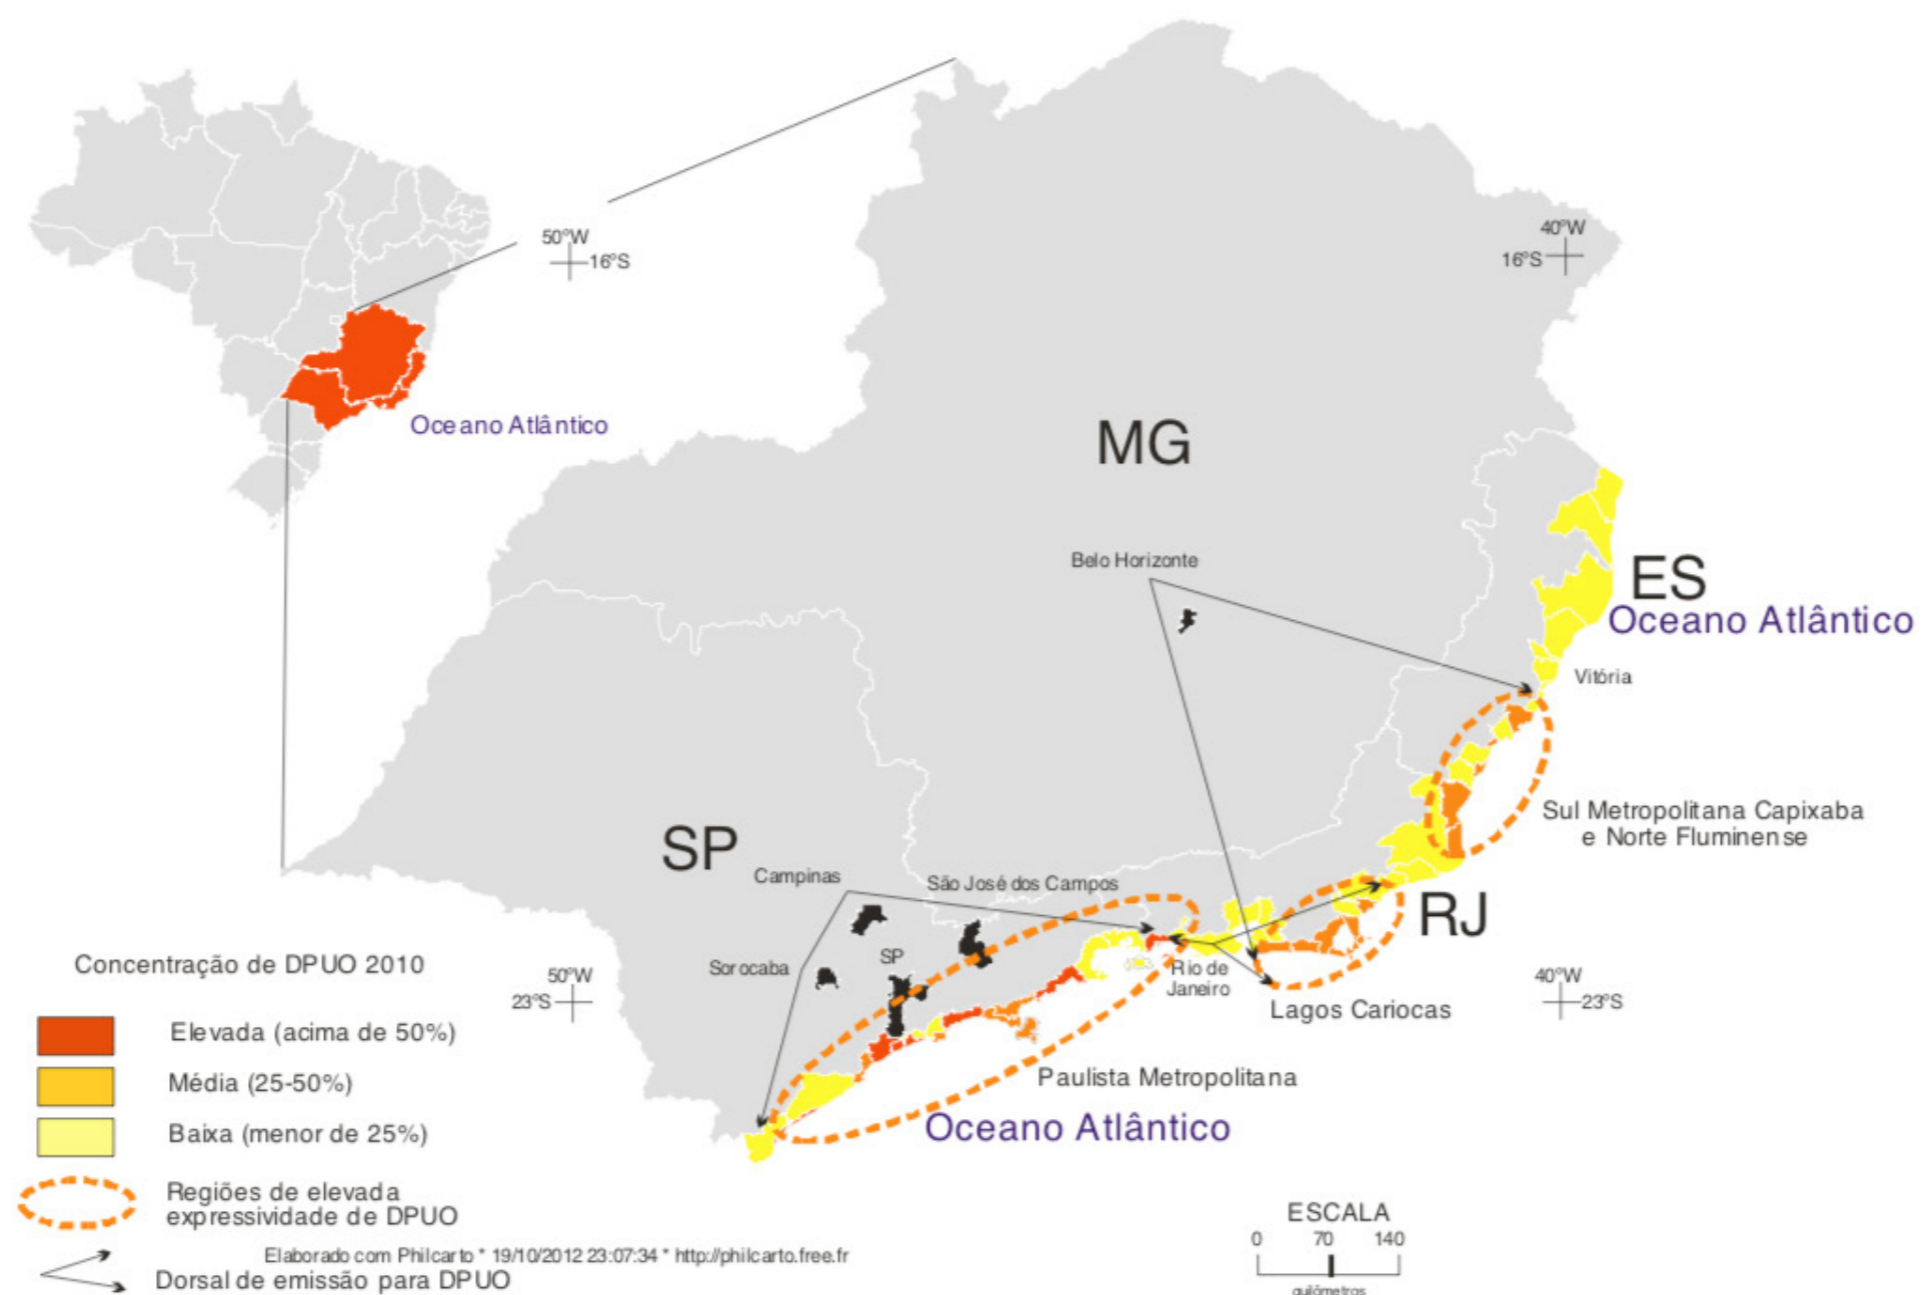 50°W
16°S
40°W
16°S
Oceano Atlântico
MG
Belo Horizonte
ES
Oceano Atlântico
Vitória
Sul Metropolitana Capixaba
e Norte Fluminense
SP
Campinas
São José dos Campos
RJ
SP
Sorocaba
Rio de
Janeiro
Lagos Cariocas
50°W
23°S
40°W
23°S
Paulista Metropolitana
Oceano Atlântico
Concentração de DPUO 2010
Elevada (acima de 50%)
Média (25-50%)
Baixa (menor de 25%)
Regiões de elevada
expressividade de DPUO
Elaborado com Philcarto * 19/10/2012 23:07:34 * http://philcarto.free.fr
Dorsal de emissão para DPUO
ESCALA
0 70 140
quilômetros